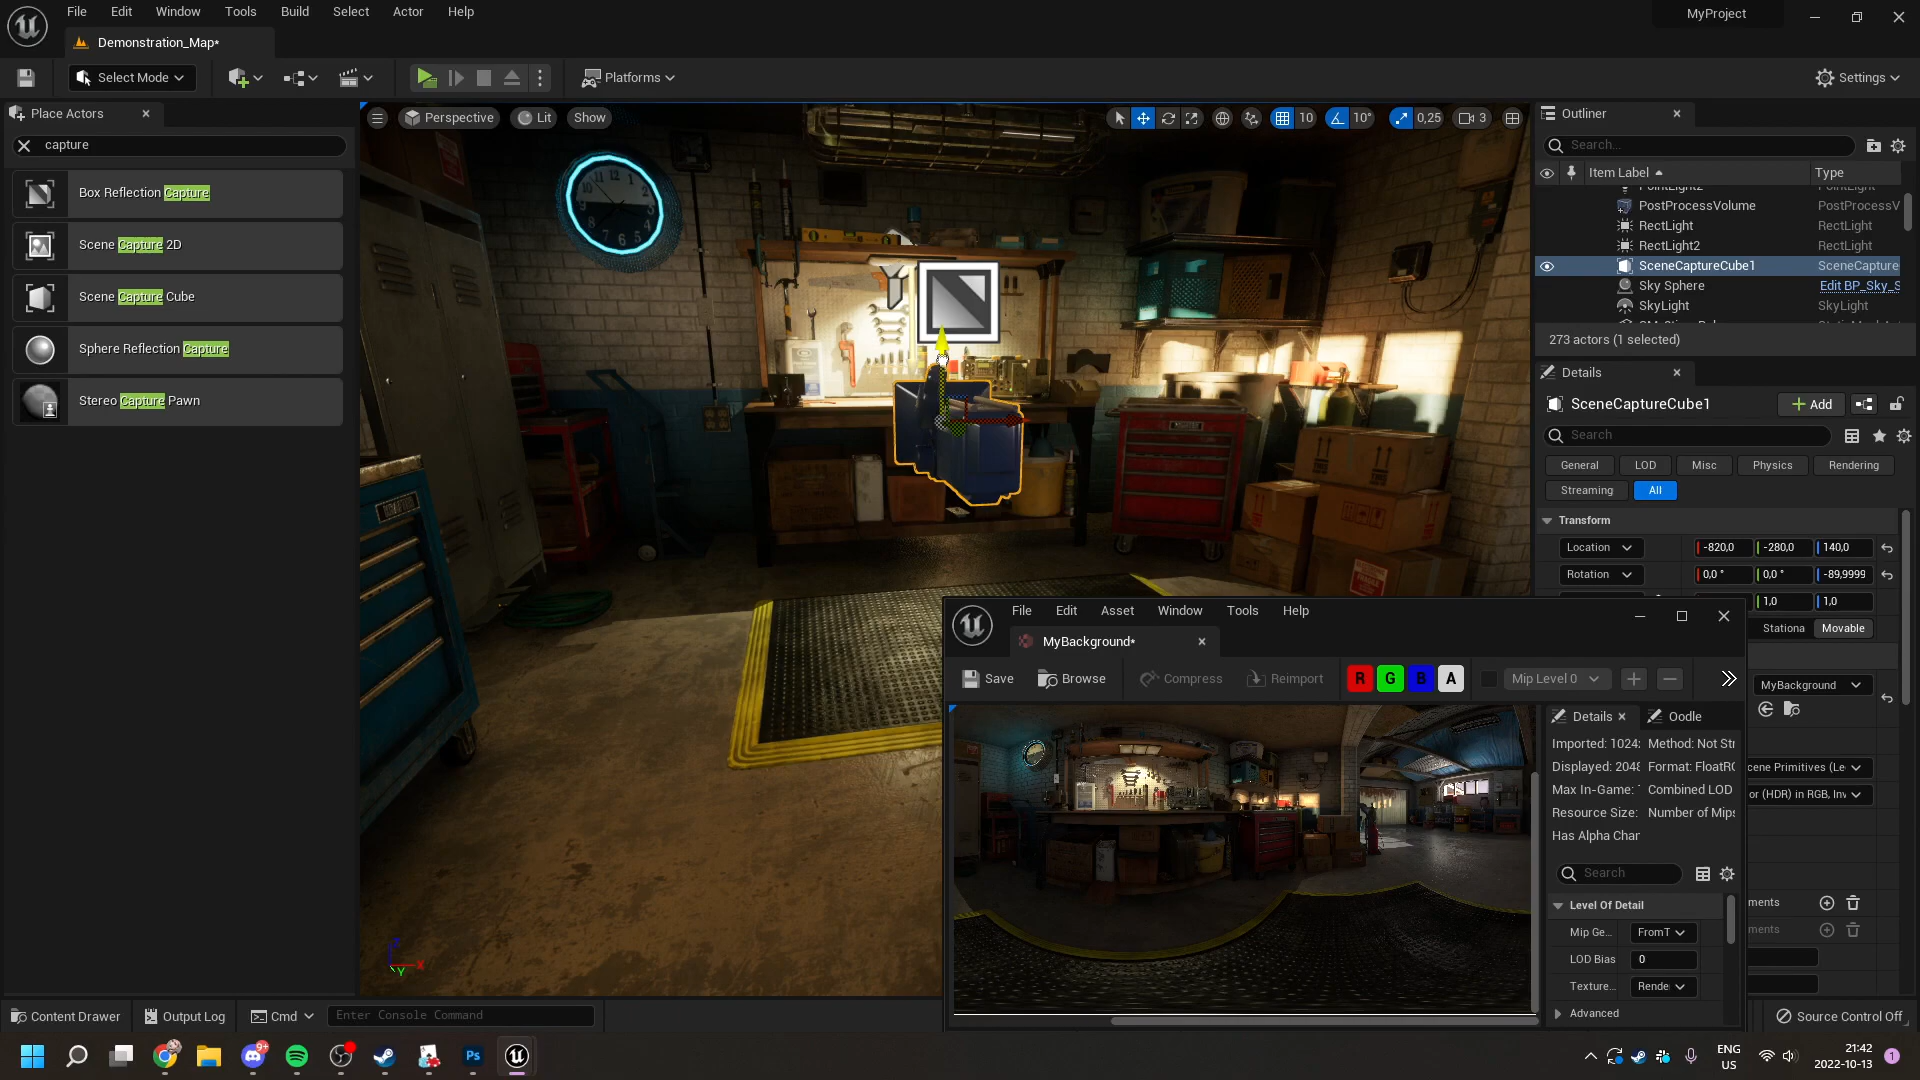 File Edit Window Tools Build Select Actor Help
MyProject
Demonstration_Map*
Select Mode
Platforms
Settings
Place Actors
capture
Box Reflection Capture
Scene Capture 2D
Scene Capture Cube
Sphere Reflection Capture
Stereo Capture Pawn
Perspective Lit Show
10 10° 0,25 3
Outliner
Search...
Item Label Type
PostProcessVolume PostProcessV
RectLight RectLight
RectLight2 RectLight
SceneCaptureCube1 SceneCapture
Sky Sphere Edit BP_Sky_S
SkyLight SkyLight
273 actors (1 selected)
Details
SceneCaptureCube1 Add
Search
General LOD Misc Physics Rendering
Streaming All
Transform
Location -820,0 -280,0 140,0
Rotation 0,0 ° 0,0 ° -89,9999
1,0 1,0
Stationa Movable
MyBackground
cene Primitives (Le
or (HDR) in RGB, Inv
ments
ments
File Edit Asset Window Tools Help
MyBackground*
Save Browse Compress Reimport R G B A Mip Level 0
Details Oodle
Imported: 1024: Method: Not Str
Displayed: 2048 Format: FloatRG
Max In-Game: Combined LOD
Resource Size: Number of Mips
Has Alpha Chan
Search
Level Of Detail
Mip Ge... FromT
LOD Bias 0
Texture... Rende
Advanced
Content Drawer Output Log Cmd Enter Console Command
Source Control Off
ENG
US
21:42
2022-10-13
1